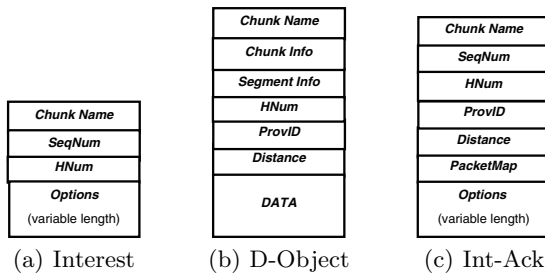 Chunk Name
SeqNum
HNum
Options
(variable length)
(a) Interest
Chunk Name
Chunk Info
Segment Info
HNum
ProvID
Distance
DATA
(b) D-Object
Chunk Name
SeqNum
HNum
ProvID
Distance
PacketMap
Options
(variable length)
(c) Int-Ack